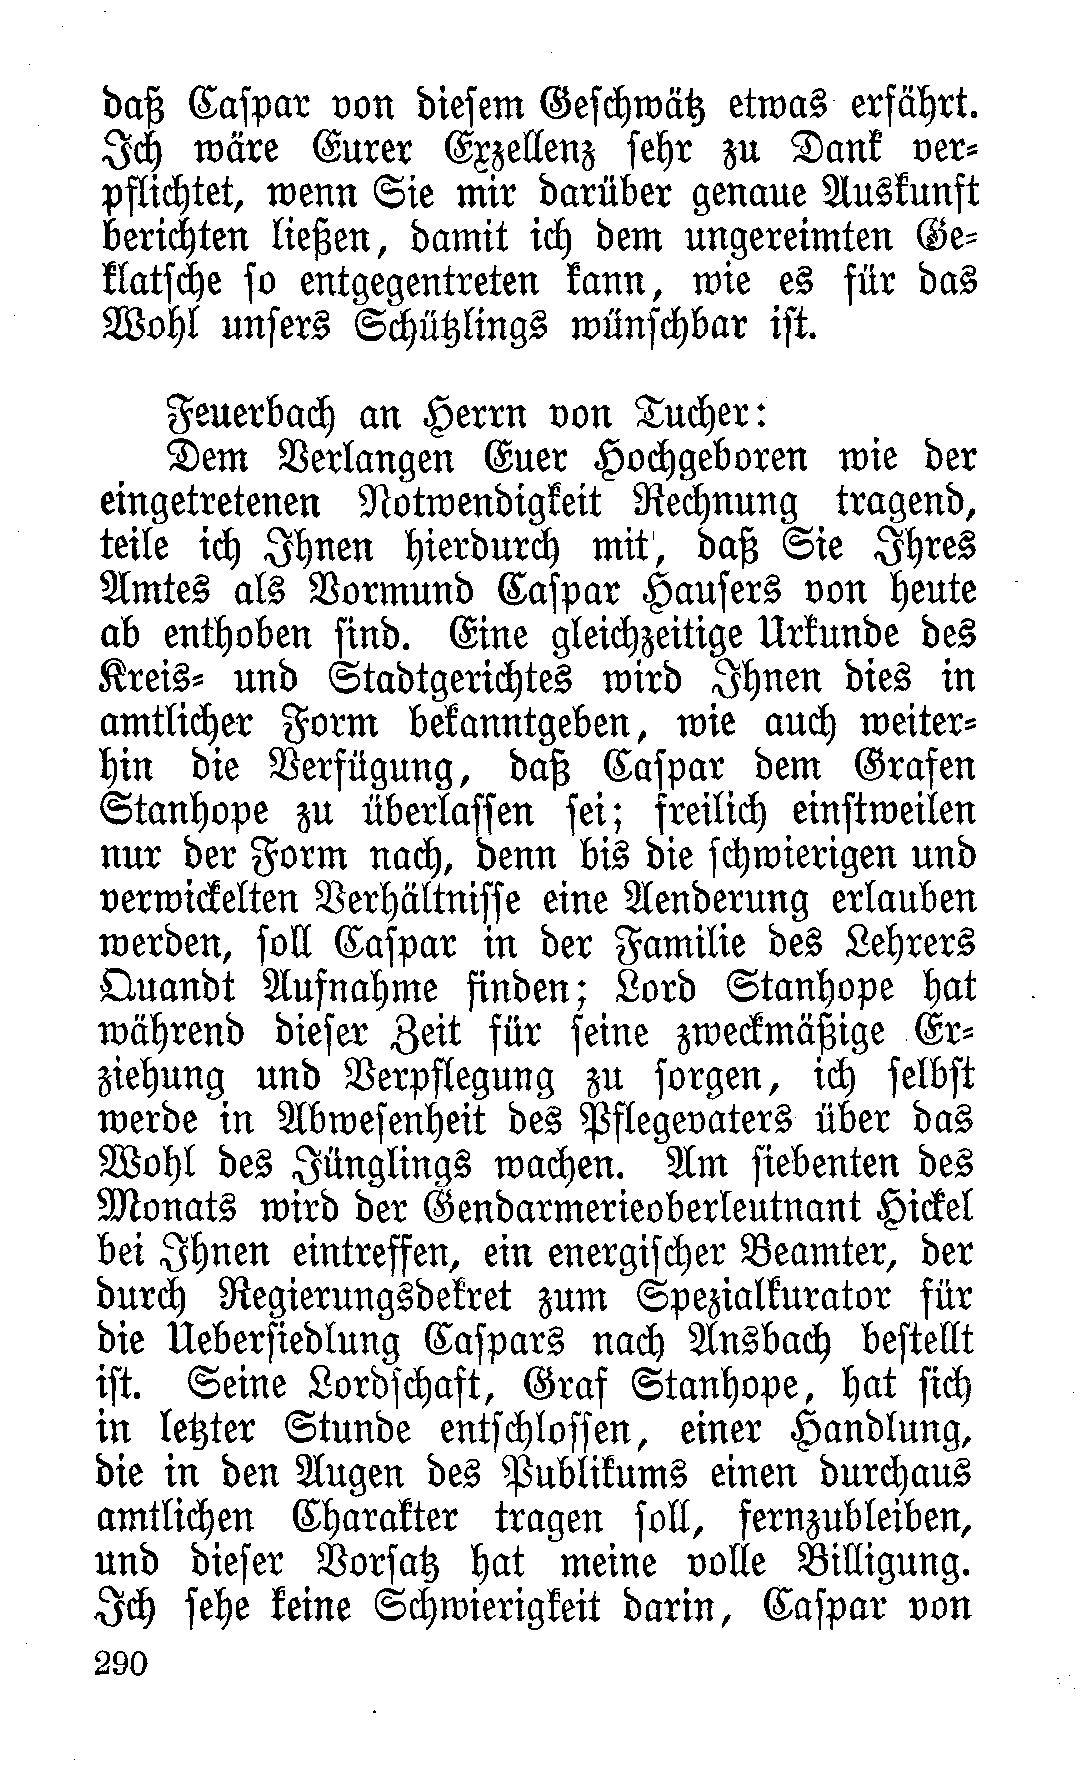 daß Caspar von diesem Geschwätz etwas erfährt.
Ich wäre Eurer Exzellenz sehr zu Dank ver-
pflichtet, wenn Sie mir darüber genaue Auskunft
berichten ließen, damit ich dem ungereimten Ge-
klatsche so entgegentreten kann, wie es für das
Wohl unsers Schützlings wünschbar ist.
Feuerbach an Herrn von Tucher:
Dem Verlangen Euer Hochgeboren wie der
eingetretenen Notwendigkeit Rechnung tragend,
teile ich Ihnen hierdurch mit, daß Sie Ihres
Amtes als Vormund Caspar Hausers von heute
ab enthoben sind. Eine gleichzeitige Urkunde des
Kreis- und Stadtgerichtes wird Ihnen dies in
amtlicher Form bekanntgeben, wie auch weiter-
hin die Verfügung, daß Caspar dem Grafen
Stanhope zu überlassen sei; freilich einstweilen
nur der Form nach, denn bis die schwierigen und
verwickelten Verhältnisse eine Aenderung erlauben
werden, soll Caspar in der Familie des Lehrers
Quandt Aufnahme finden; Lord Stanhope hat
während dieser Zeit für seine zweckmäßige Er-
ziehung und Verpflegung zu sorgen, ich selbst
werde in Abwesenheit des Pflegevaters über das
Wohl des Jünglings wachen. Am siebenten des
Monats wird der Gendarmerieoberleutnant Hickel
bei Ihnen eintreffen, ein energischer Beamter, der
durch Regierungsdekret zum Spezialkurator für
die Uebersiedlung Caspars nach Ansbach bestellt
ist. Seine Lordschaft, Graf Stanhope, hat sich
in letzter Stunde entschlossen, einer Handlung,
die in den Augen des Publikums einen durchaus
amtlichen Charakter tragen soll, fernzubleiben,
und dieser Vorsatz hat meine volle Billigung.
Ich sehe keine Schwierigkeit darin, Caspar von
290